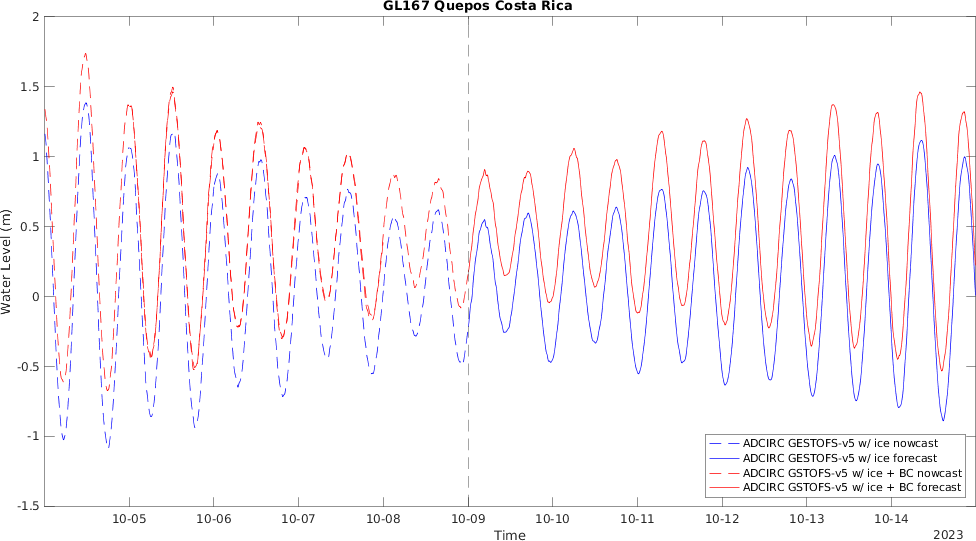 GL167 Quepos Costa Rica
2
1.5
1
0.5
0
-0.5
-1
-1.5
Water Level (m)
10-05 10-06 10-07 10-08 10-09 10-10 10-11 10-12 10-13 10-14
Time
2023
ADCIRC GESTOFS-v5 w/ ice nowcast
ADCIRC GESTOFS-v5 w/ ice forecast
ADCIRC GSTOFS-v5 w/ ice + BC nowcast
ADCIRC GSTOFS-v5 w/ ice + BC forecast